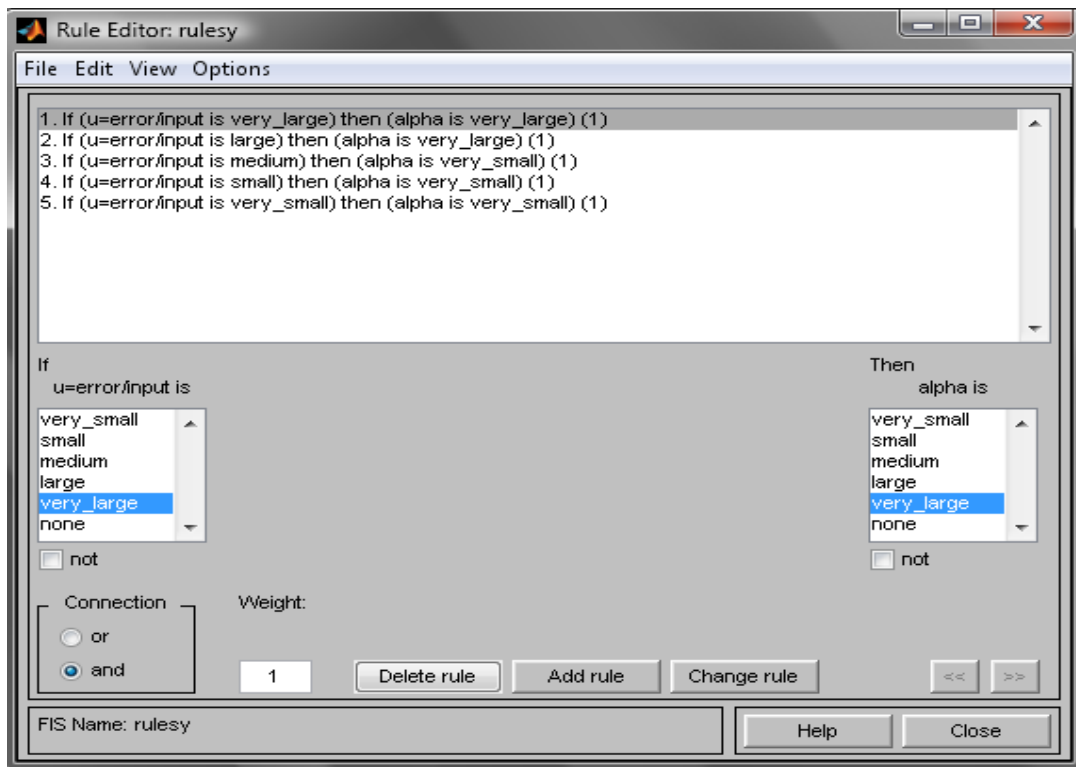 Rule Editor: rulesy
File Edit View Options
1. If (u=error/input is very_large) then (alpha is very_large) (1)
2. If (u=error/input is large) then (alpha is very_large) (1)
3. If (u=error/input is medium) then (alpha is very_small) (1)
4. If (u=error/input is small) then (alpha is very_small) (1)
5. If (u=error/input is very_small) then (alpha is very_small) (1)
If
u=error/input is
very_small
small
medium
large
very_large
none
not
Then
alpha is
very_small
small
medium
large
very_large
none
not
Connection
or
and
Weight:
1
Delete rule
Add rule
Change rule
<<
>>
FIS Name: rulesy
Help
Close